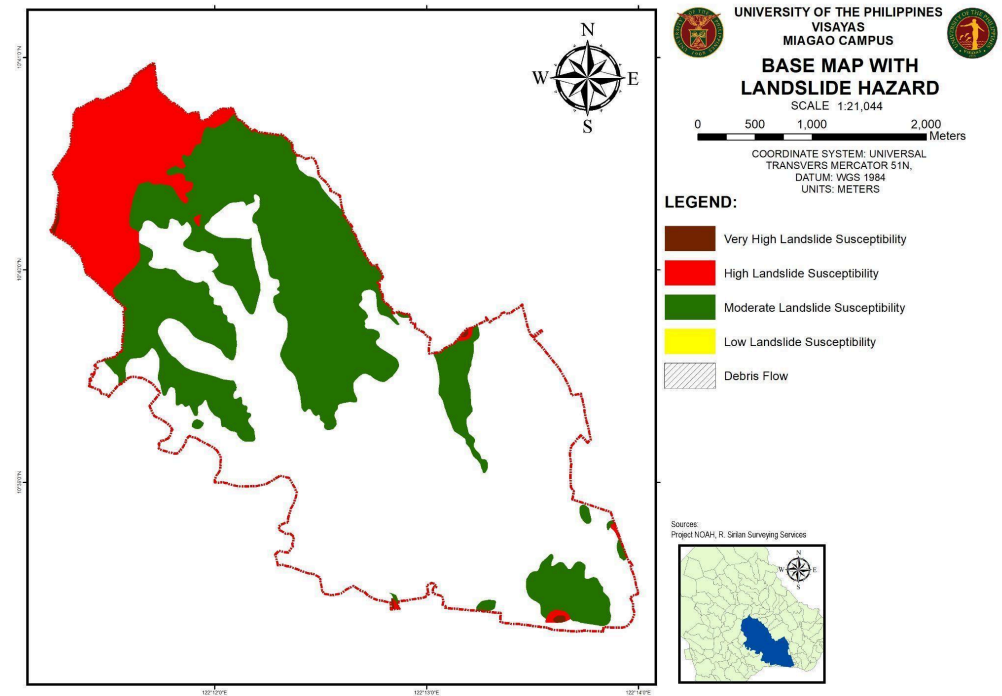 UNIVERSITY OF THE PHILIPPINES
VISAYAS
MIAGAO CAMPUS
BASE MAP WITH
LANDSLIDE HAZARD
SCALE 1:21,044
0 500 1,000 2,000
Meters
COORDINATE SYSTEM: UNIVERSAL
TRANSVERS MERCATOR 51N,
DATUM: WGS 1984
UNITS: METERS
LEGEND:
Very High Landslide Susceptibility
High Landslide Susceptibility
Moderate Landslide Susceptibility
Low Landslide Susceptibility
Debris Flow
N
W E
S
Sources:
Project NOAH, R. Sirilan Surveying Services
N
W E
S
122°12'0"E
122°14'0"E